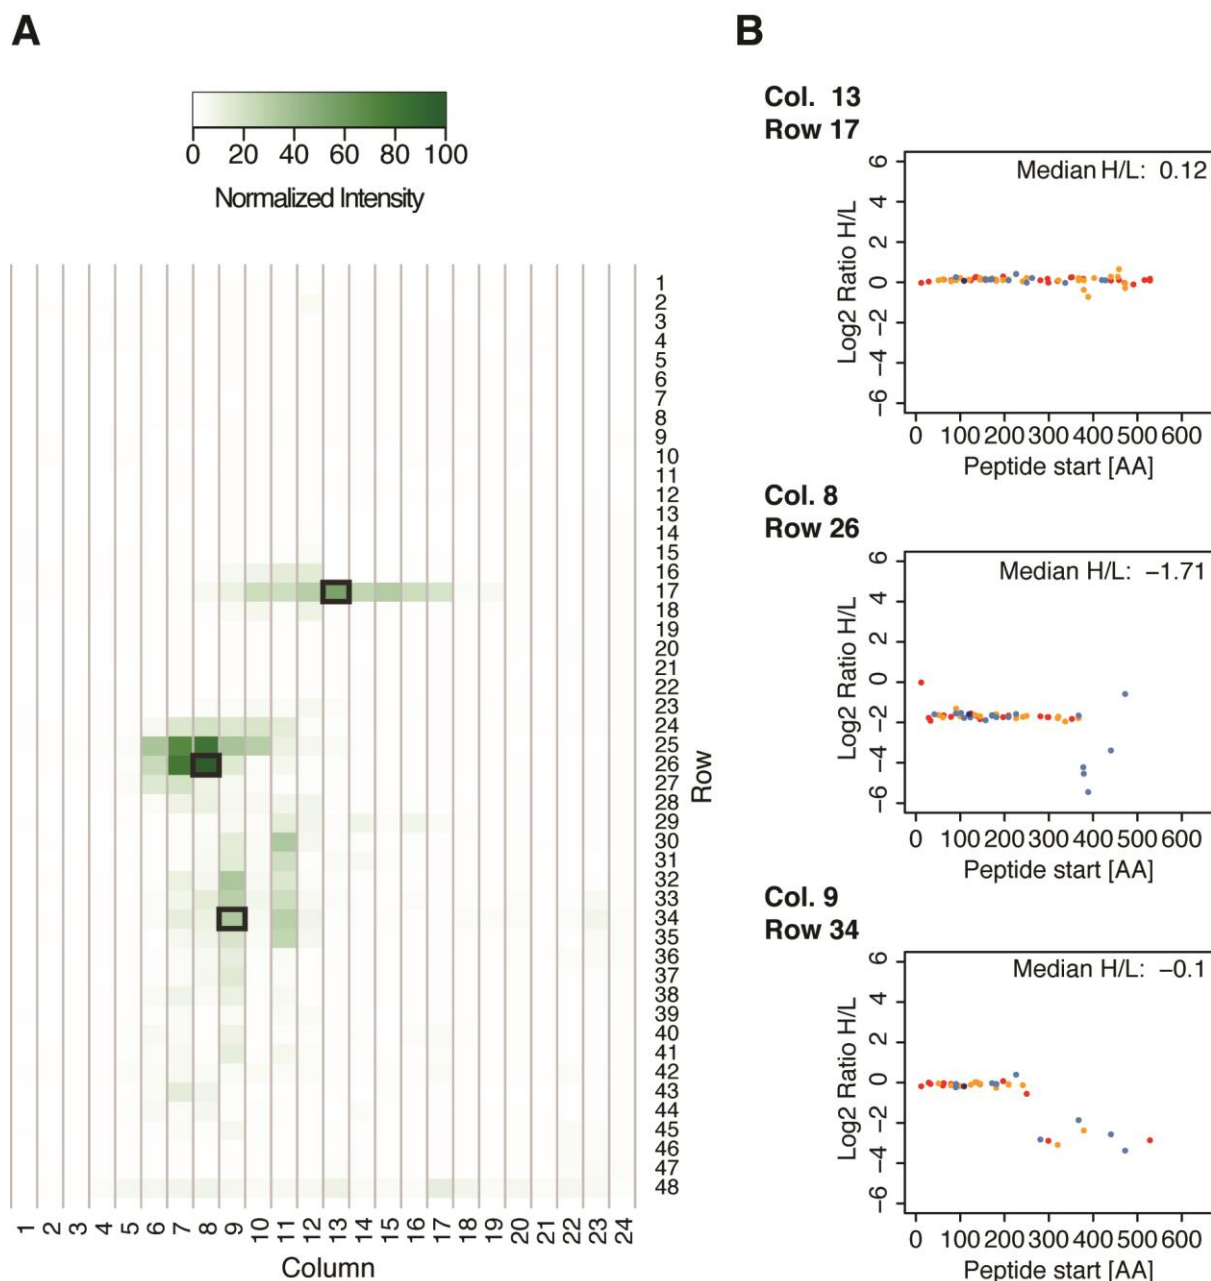 A
0 20 40 60 80 100
Normalized Intensity
1
2
3
4
5
6
7
8
9
10
11
12
13
14
15
16
17
18
19
20
21
22
23
24
25
26
27
28
29
30
31
32
33
34
35
36
37
38
39
40
41
42
43
44
45
46
47
48
Row
1 2 3 4 5 6 7 8 9 10 11 12 13 14 15 16 17 18 19 20 21 22 23 24
Column
B
Col. 13
Row 17
Median H/L: 0.12
Log2 Ratio H/L
6
4
2
0
−2
−4
−6
0 100 200 300 400 500 600
Peptide start [AA]
Col. 8
Row 26
Median H/L: −1.71
Log2 Ratio H/L
6
4
2
0
−2
−4
−6
0 100 200 300 400 500 600
Peptide start [AA]
Col. 9
Row 34
Median H/L: −0.1
Log2 Ratio H/L
6
4
2
0
−2
−4
−6
0 100 200 300 400 500 600
Peptide start [AA]